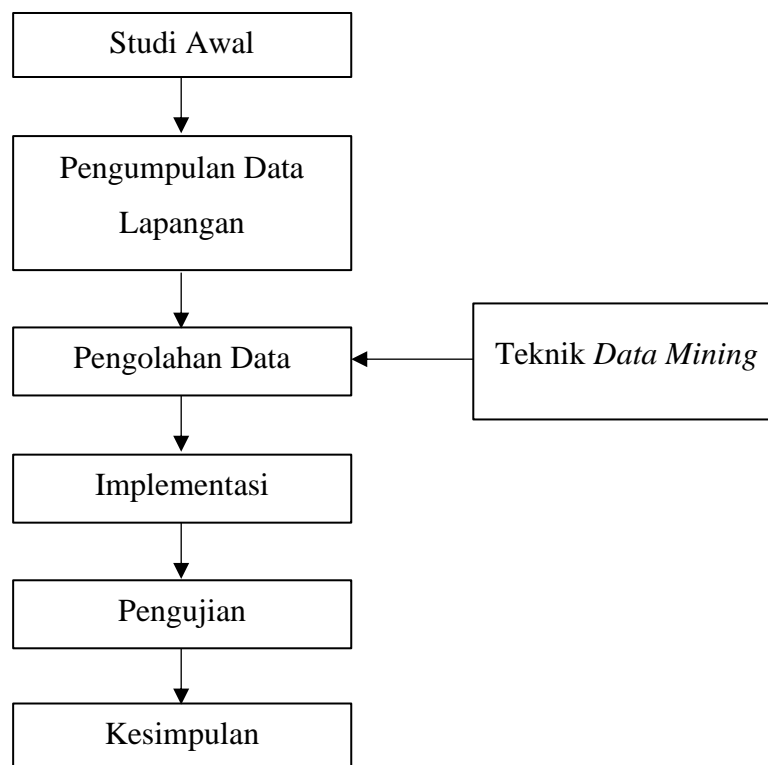 Studi Awal
Pengumpulan Data
Lapangan
Pengolahan Data
Teknik Data Mining
Implementasi
Pengujian
Kesimpulan